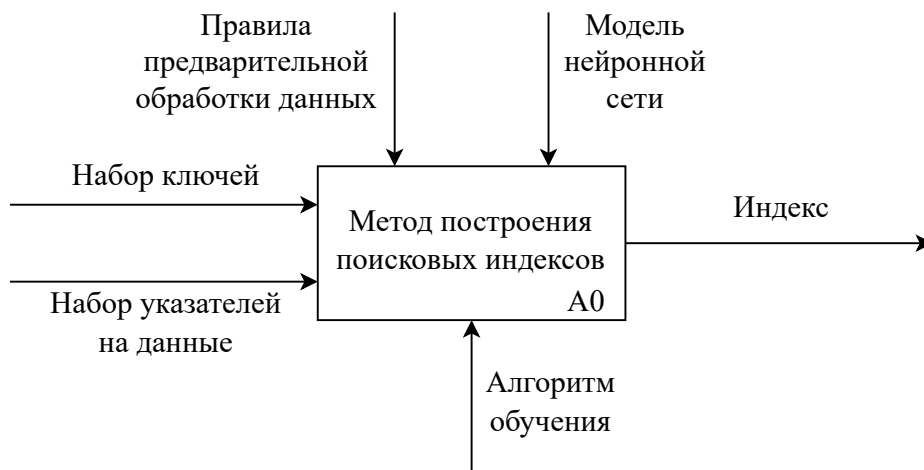 Правила
предварительной
обработки данных
Модель
нейронной
сети
Набор ключей
Набор указателей
на данные
Метод построения
поисковых индексов
A0
Индекс
Алгоритм
обучения